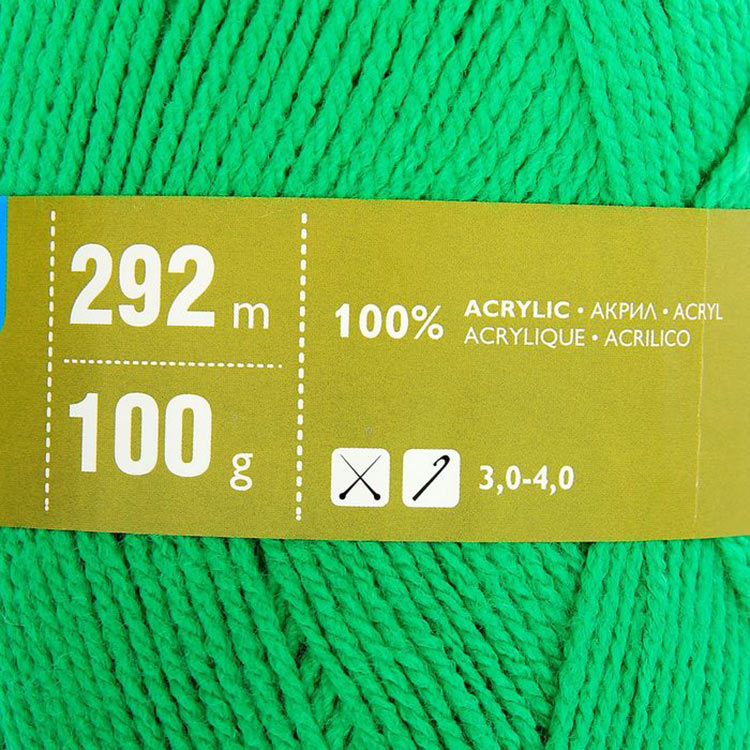 292 m
100 g
100% ACRYLIC • АКРИЛ • ACRYL
ACRYLIQUE • ACRILICO
3,0-4,0